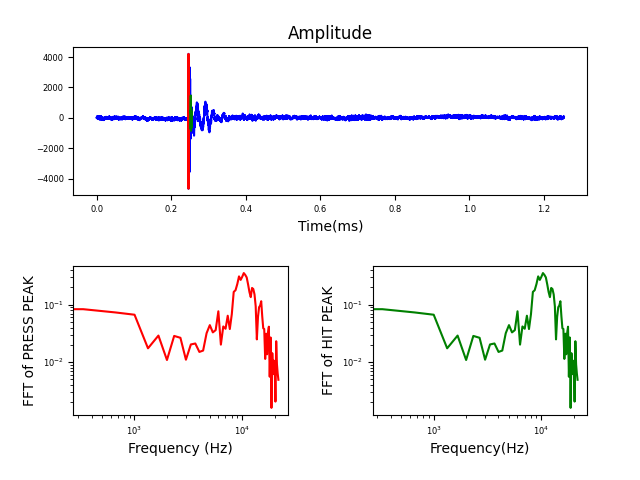 Amplitude
4000
2000
0
−2000
−4000
0.0 0.2 0.4 0.6 0.8 1.0 1.2
Time(ms)
FFT of PRESS PEAK
10⁻¹
10⁻²
10³ 10⁴
Frequency (Hz)
FFT of HIT PEAK
10⁻¹
10⁻²
10³ 10⁴
Frequency(Hz)